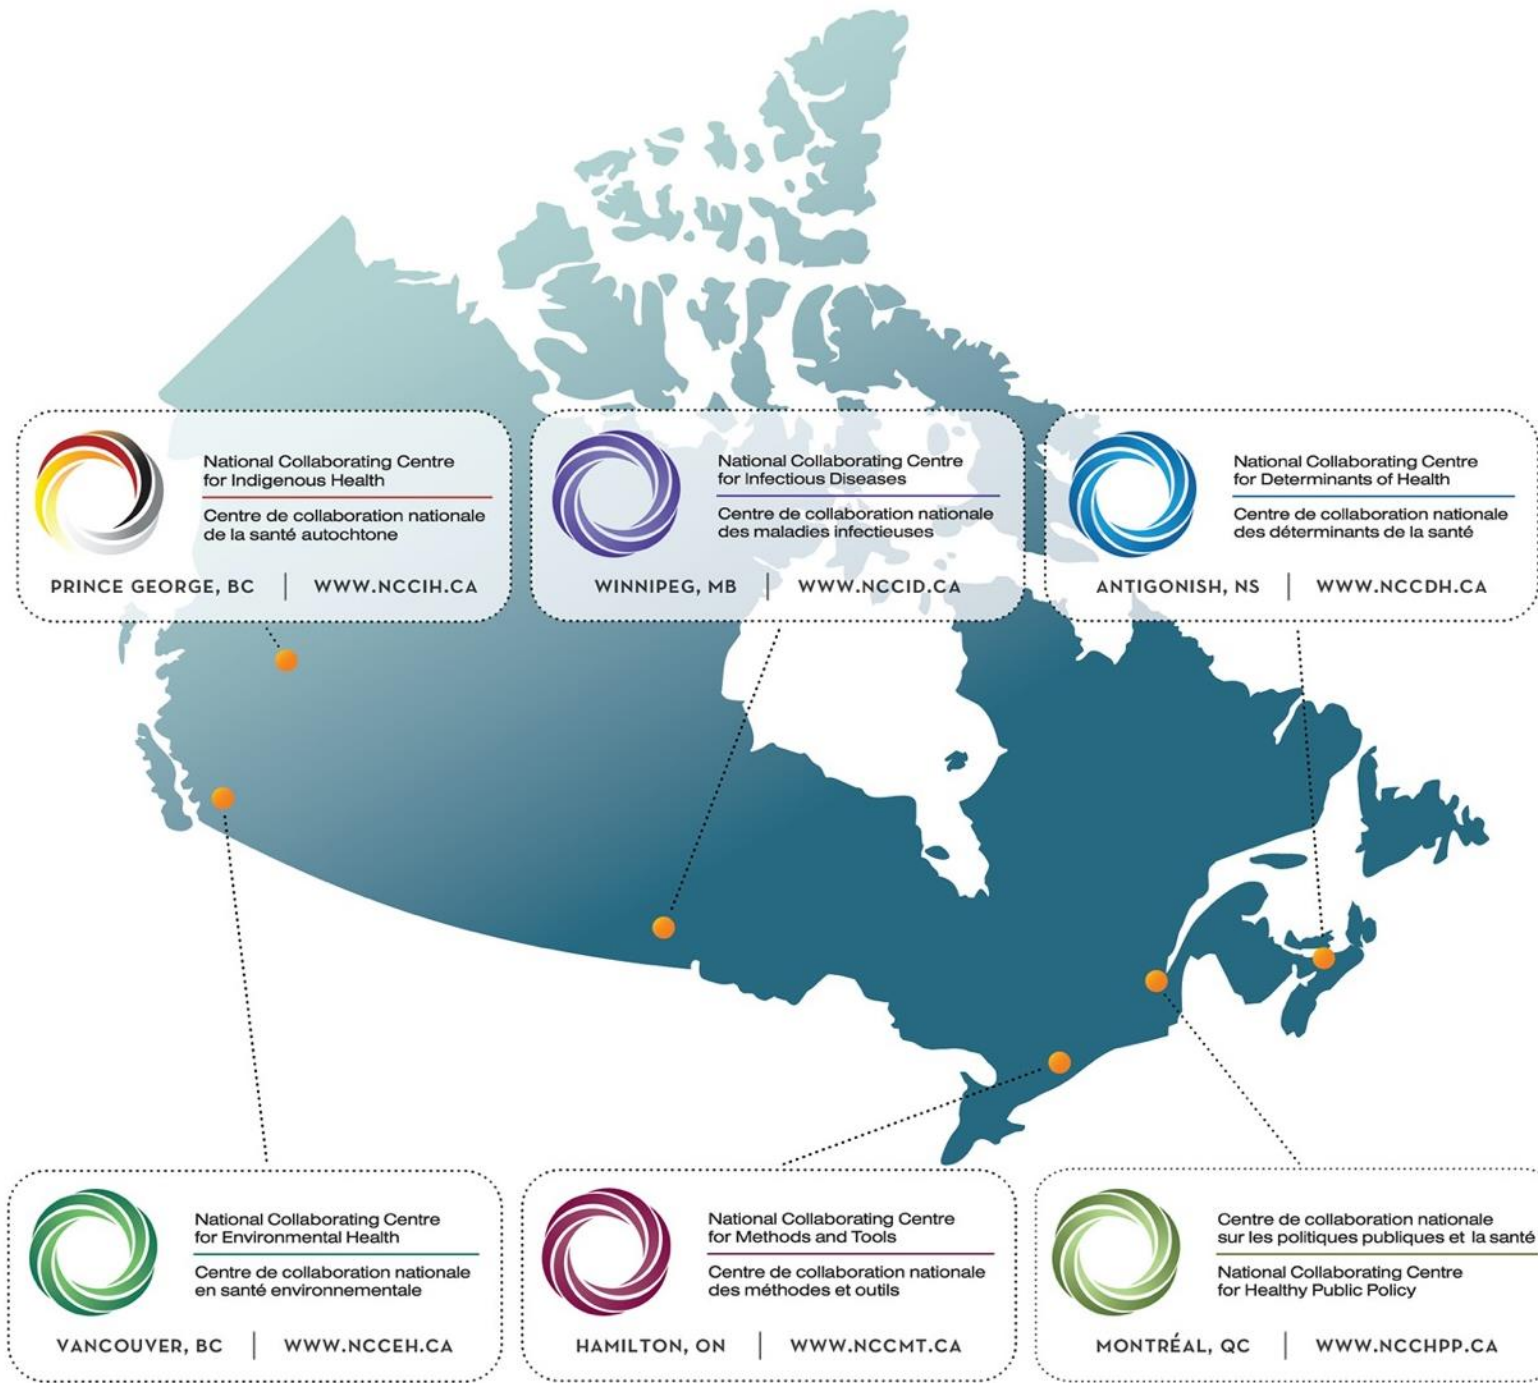 National Collaborating Centre
for Indigenous Health
Centre de collaboration nationale
de la santé autochtone
PRINCE GEORGE, BC | WWW.NCCIH.CA
National Collaborating Centre
for Infectious Diseases
Centre de collaboration nationale
des maladies infectieuses
WINNIPEG, MB | WWW.NCCID.CA
National Collaborating Centre
for Determinants of Health
Centre de collaboration nationale
des déterminants de la santé
ANTIGONISH, NS | WWW.NCCDH.CA
National Collaborating Centre
for Environmental Health
Centre de collaboration nationale
en santé environnementale
VANCOUVER, BC | WWW.NCCEH.CA
National Collaborating Centre
for Methods and Tools
Centre de collaboration nationale
des méthodes et outils
HAMILTON, ON | WWW.NCCMT.CA
Centre de collaboration nationale
sur les politiques publiques et la santé
National Collaborating Centre
for Healthy Public Policy
MONTRÉAL, QC | WWW.NCCHPP.CA